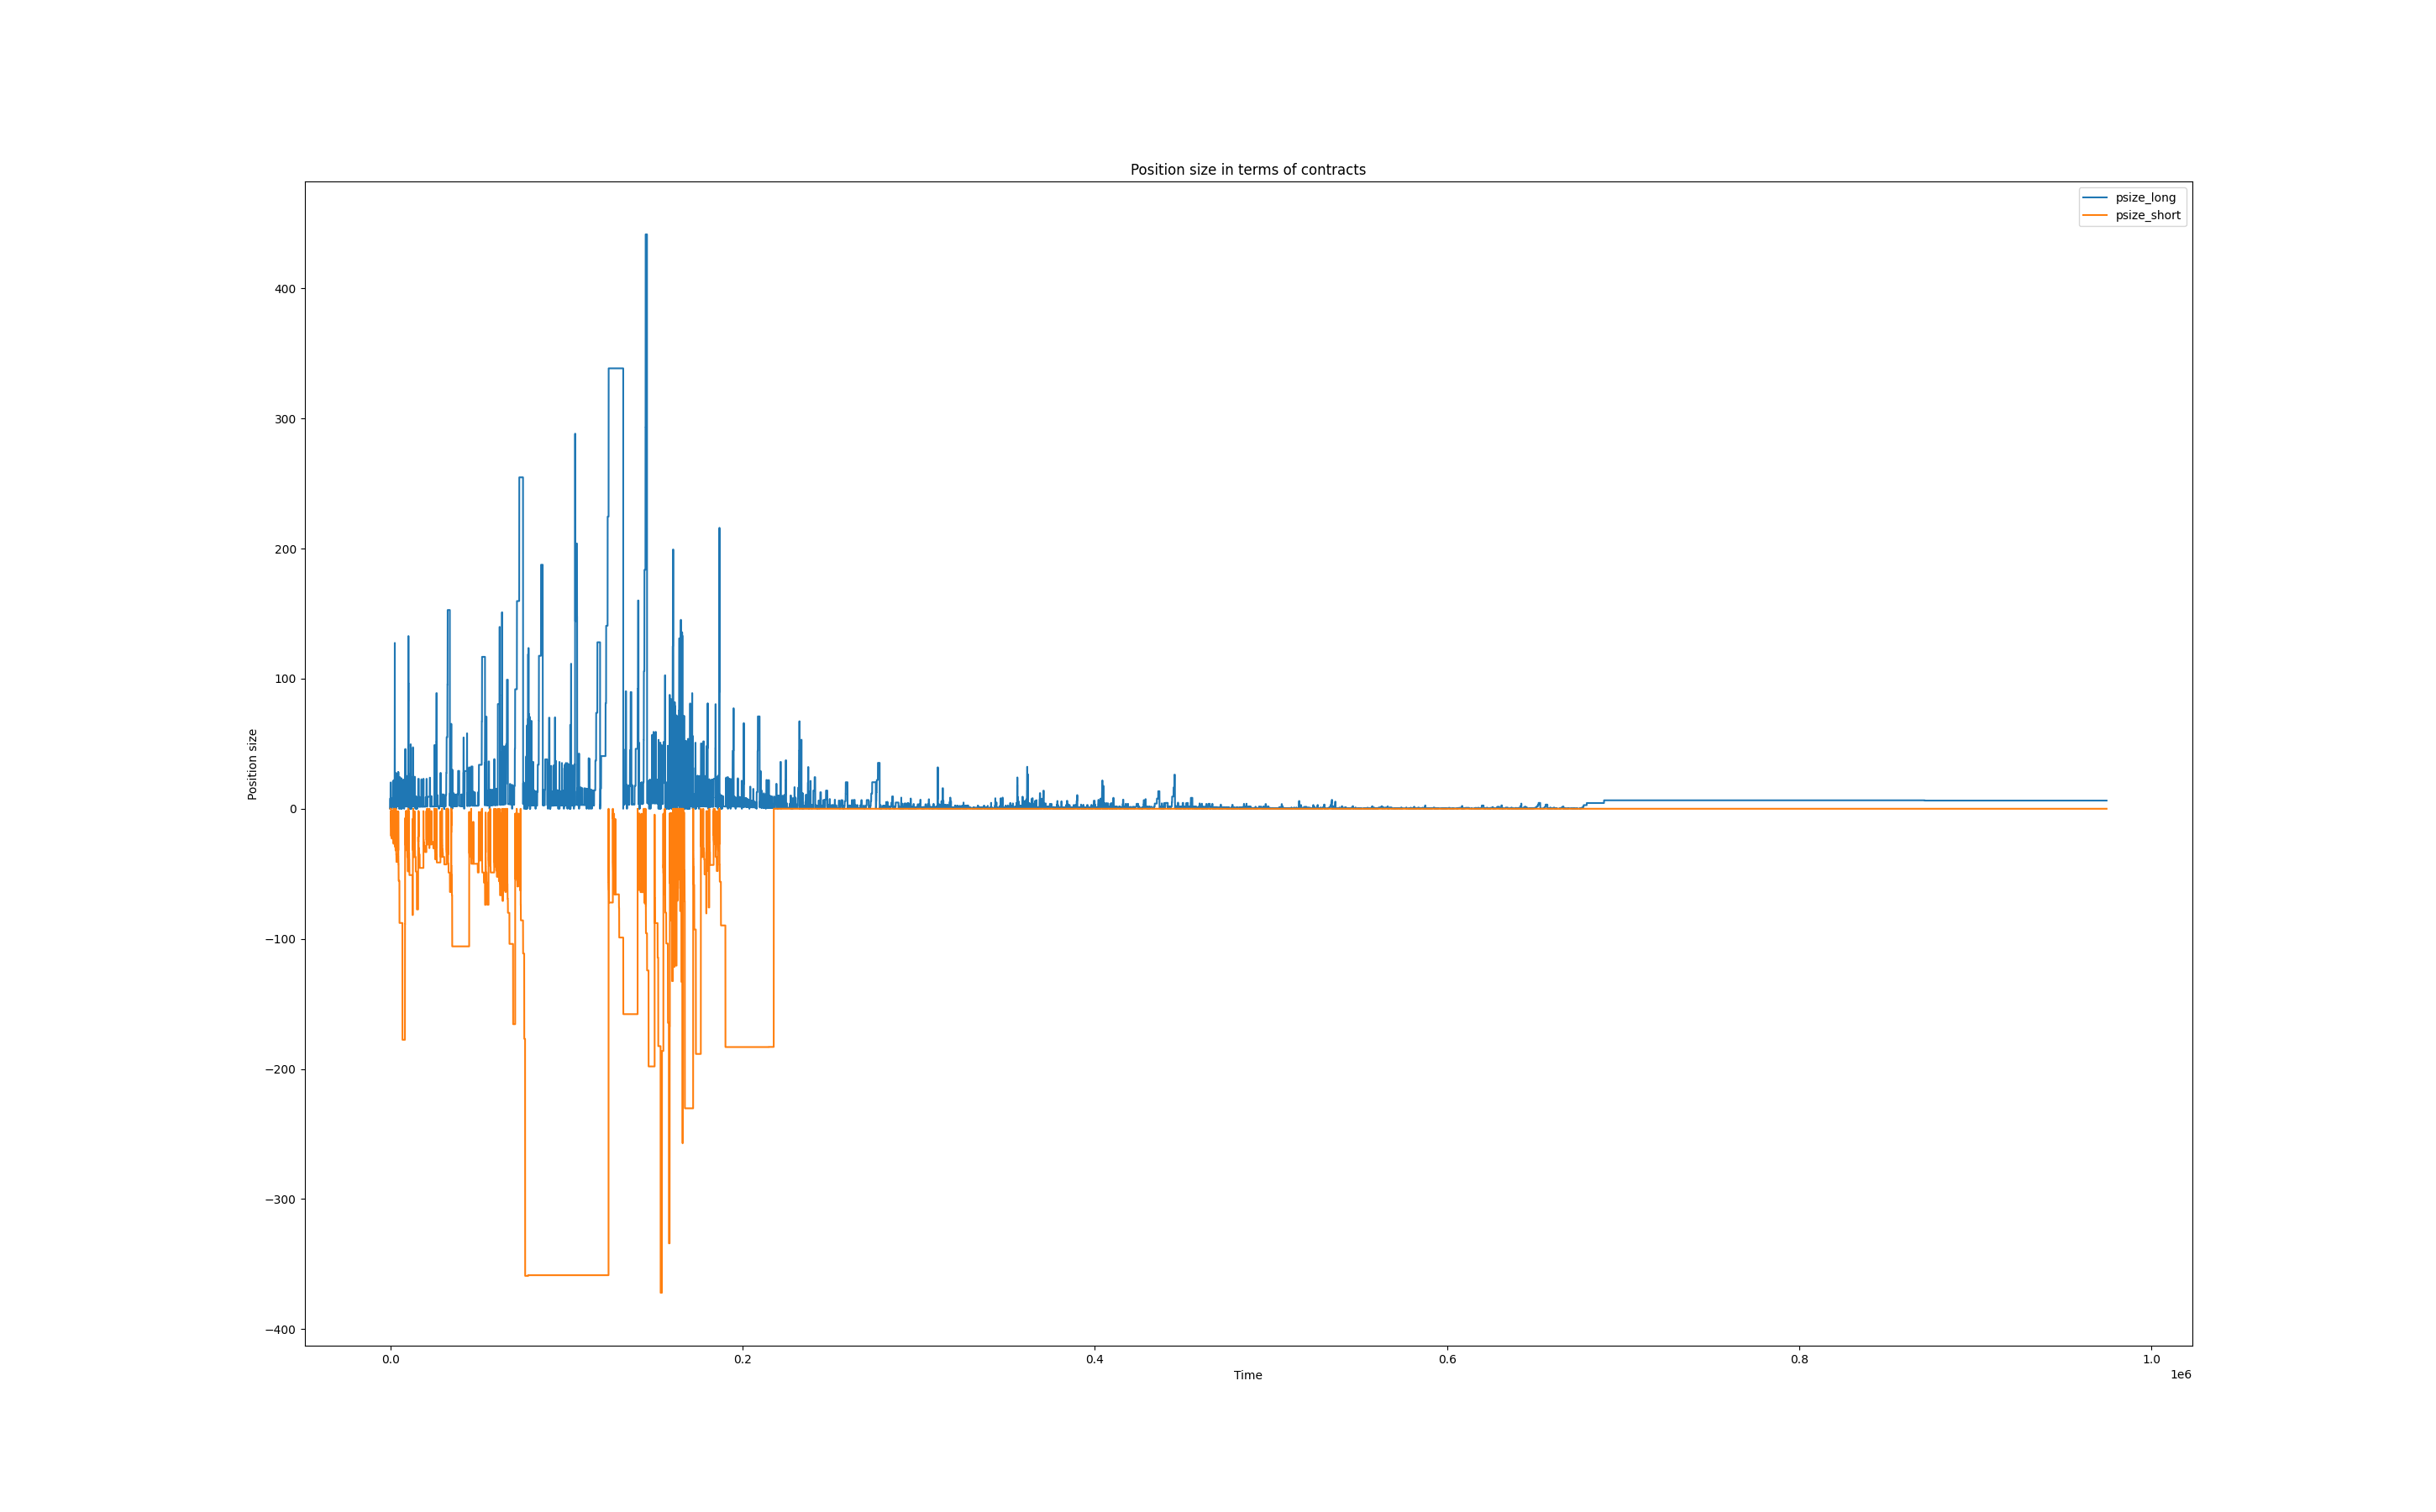 Position size in terms of contracts
psize_long
psize_short
Position size
400
300
200
100
0
−100
−200
−300
−400
0.0
0.2
0.4
0.6
0.8
1.0
Time
1e6